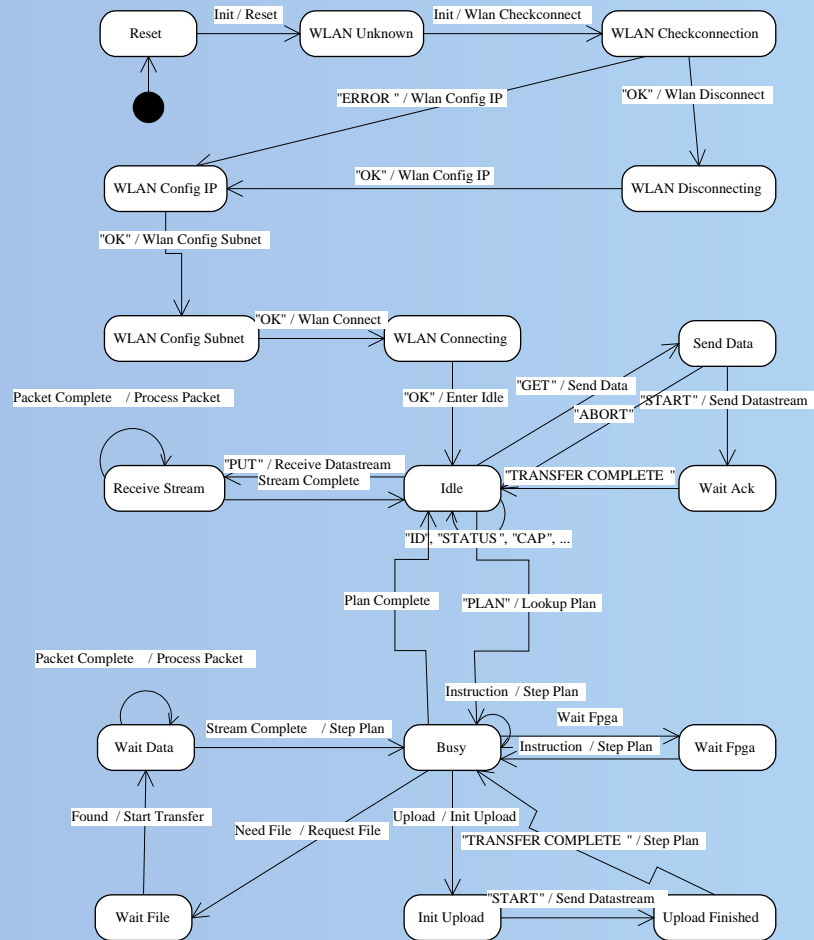 Init / Reset
Init / Wlan Checkconnect
Reset
WLAN Unknown
WLAN Checkconnection
"ERROR " / Wlan Config IP
"OK" / Wlan Disconnect
WLAN Config IP
"OK" / Wlan Config IP
WLAN Disconnecting
"OK" / Wlan Config Subnet
"OK" / Wlan Connect
WLAN Config Subnet
WLAN Connecting
Send Data
Packet Complete / Process Packet
"OK" / Enter Idle
"GET" / Send Data
"ABORT"
"START" / Send Datastream
"PUT" / Receive Datastream
Stream Complete
"TRANSFER COMPLETE "
Receive Stream
Idle
Wait Ack
"ID", "STATUS", "CAP", ...
Plan Complete
"PLAN" / Lookup Plan
Packet Complete / Process Packet
Instruction / Step Plan
Wait Fpga
Stream Complete / Step Plan
Instruction / Step Plan
Wait Data
Busy
Wait Fpga
Found / Start Transfer
Need File / Request File
Upload / Init Upload
"TRANSFER COMPLETE " / Step Plan
"START" / Send Datastream
Wait File
Init Upload
Upload Finished